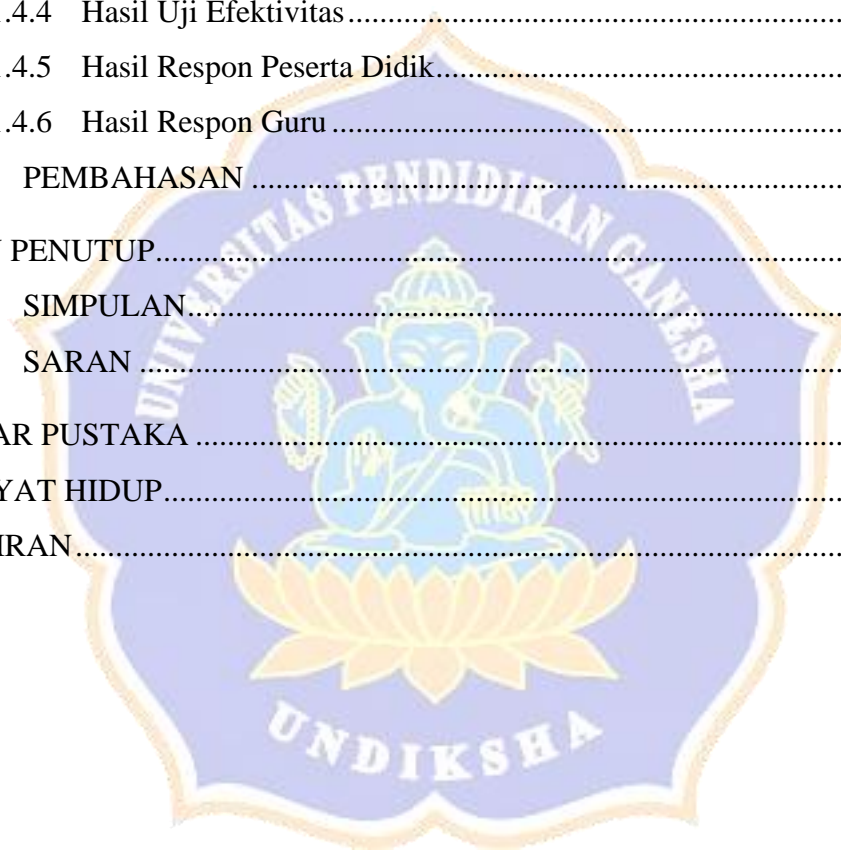 .4.4 Hasil Uji Efektivitas................................................................
.4.5 Hasil Respon Peserta Didik.....................................................
.4.6 Hasil Respon Guru..................................................................
PEMBAHASAN............................................................................
PENUTUP.......................................................................................
SIMPULAN....................................................................................
SARAN..........................................................................................
AR PUSTAKA................................................................................
YAT HIDUP....................................................................................
IRAN...............................................................................................
UNIVERSITAS PENDIDIKAN GANESHA
UNDIKSHA